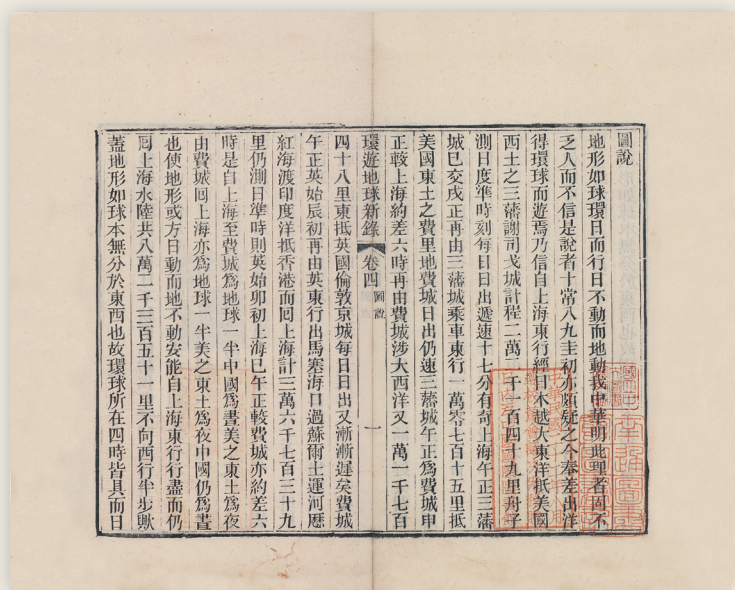 圖說
地形如球環日而行日不動而地動我中華明此理者固不
乏人而不信是說者十常八九圭初亦頗疑之今奉差出洋
得環球而遊焉乃信自上海東行經日本越大東洋抵美國
西土之三藩謝司戈城計程二萬一千一百四十九里舟子
測日度準時刻每日日出遞速十七分有奇上海午正三藩
城已交戌正再由三藩城乘車東行一萬零七百十五里抵
美國東土之費里地費城日出仍速三藩城午正為費城申
正較上海約差六時再由費城涉大西洋又一萬一千七百
環遊地球新錄 卷四 圖說 一
四十八里東抵英國倫敦京城每日日出又漸漸遲矣費城
午正英始辰初再由英東行出馬塞海口過蘇爾士運河歷
紅海渡印度洋抵香港而回上海計三萬六千七百三十九
里仍測日準時則英始卯初上海已午正較費城亦約差六
時是自上海至費城為地球一半中國為晝美之東土為夜
由費城回上海亦為地球一半美之東土為夜中國仍為晝
也使地形或方日動而地不動安能自上海東行行盡而仍
回上海水陸共八萬二千三百五十一里不向西行半步歟
蓋地形如球本無分於東西也故環球所在四時皆具而日